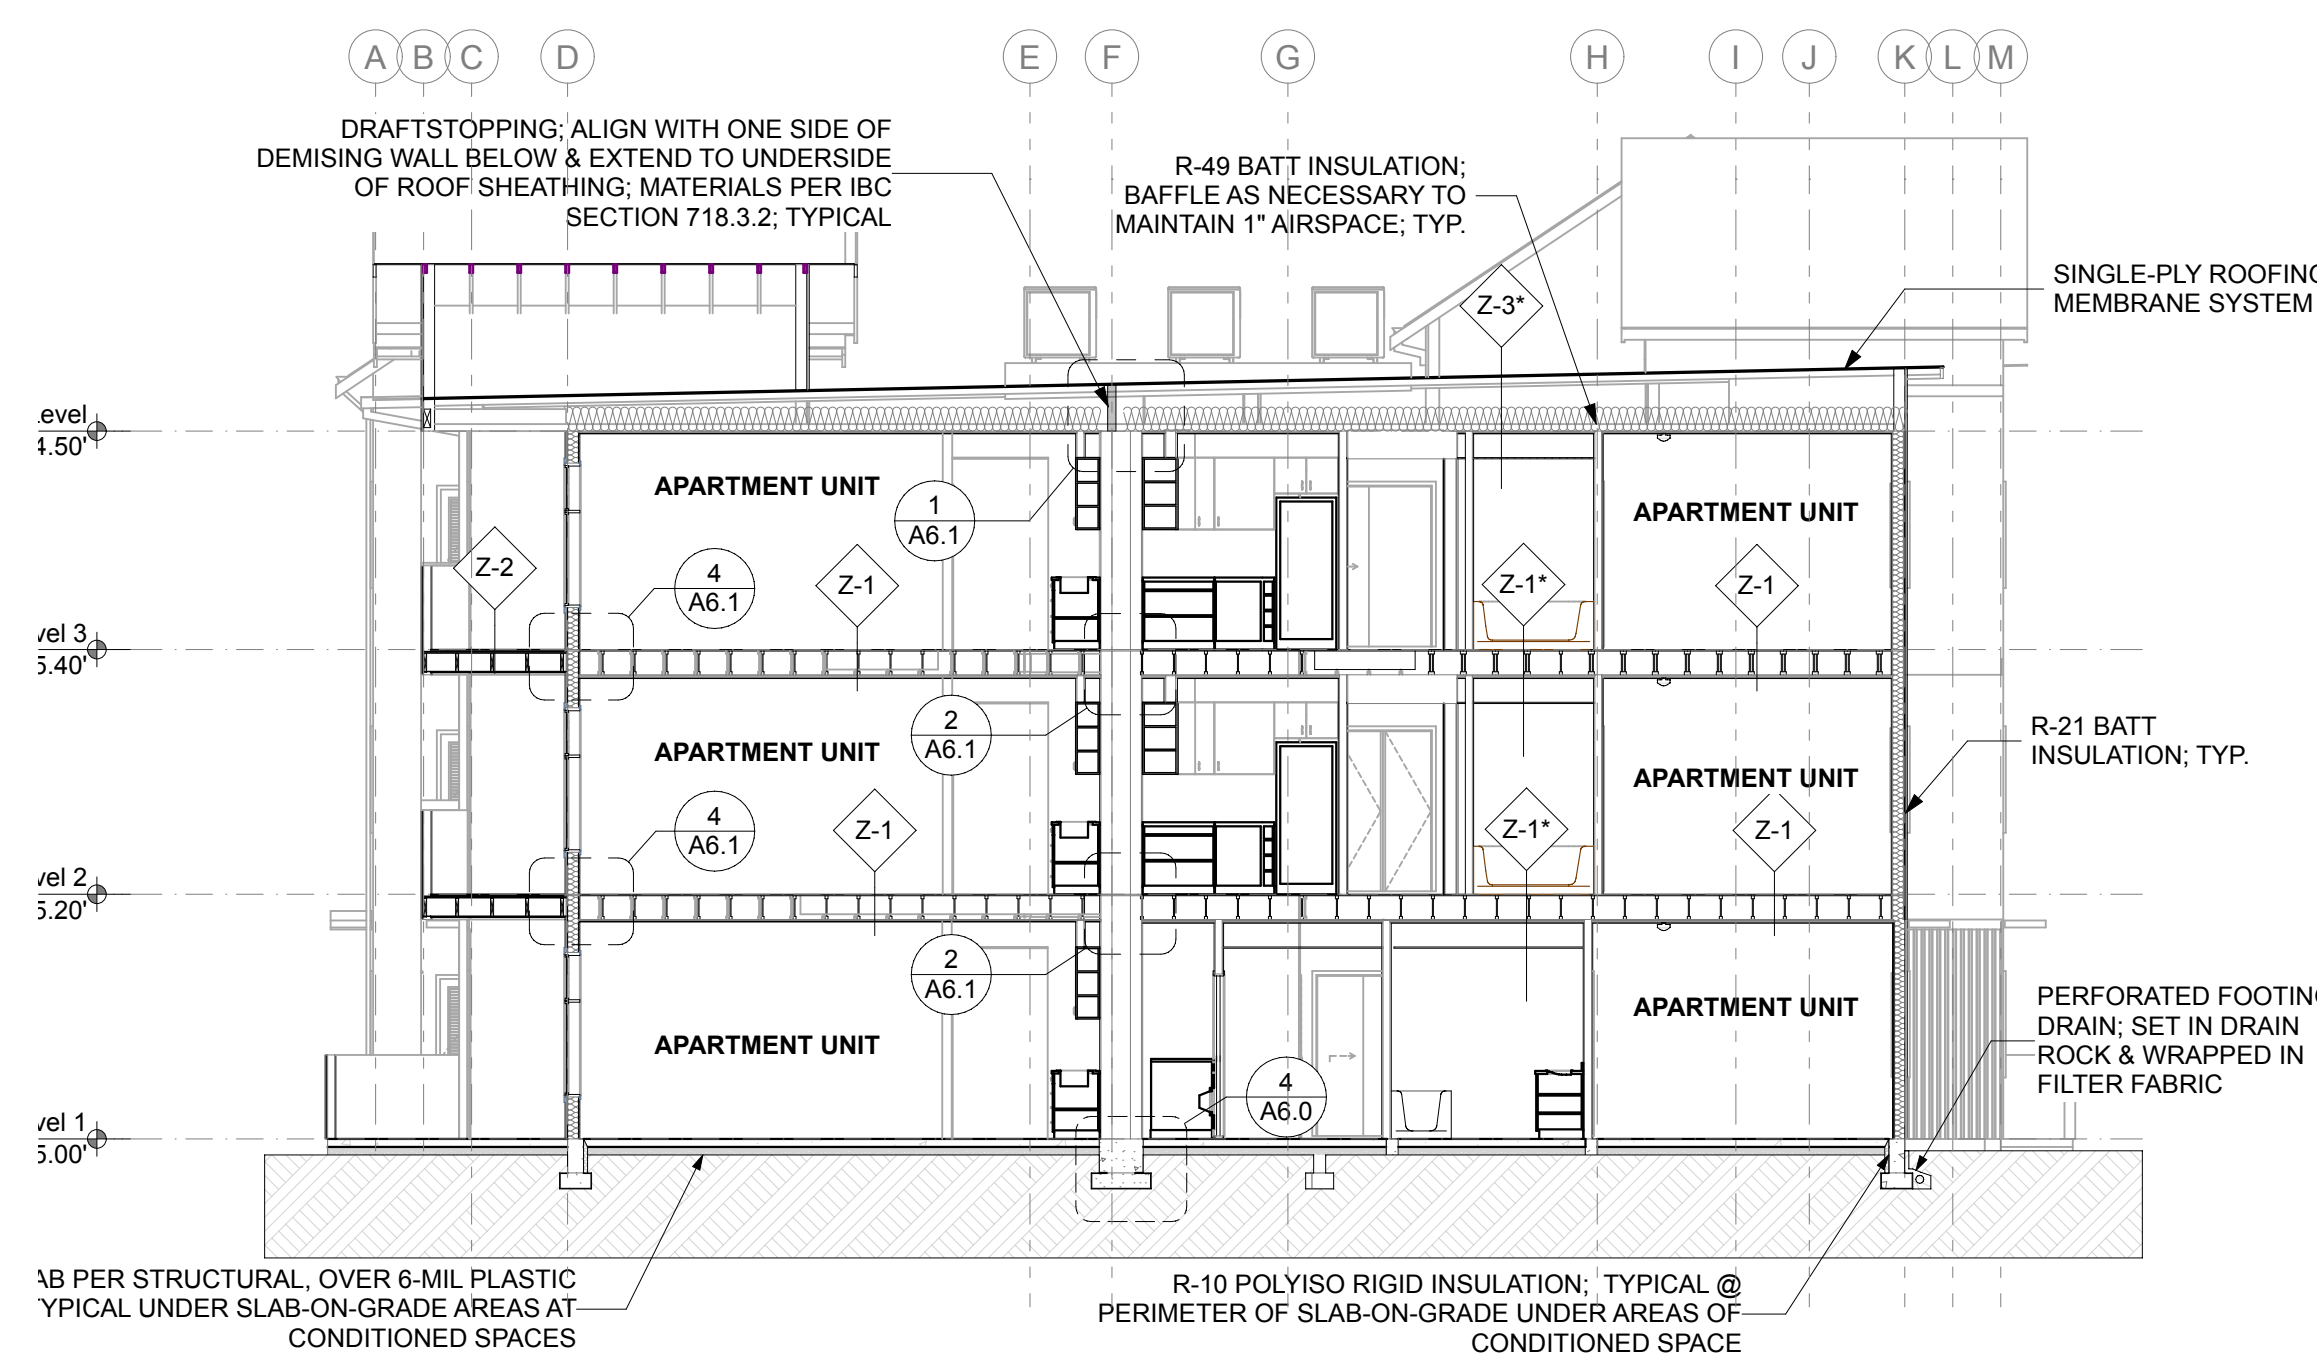 A B C D E F G H I J K L M
DRAFTSTOPPING; ALIGN WITH ONE SIDE OF
DEMISING WALL BELOW & EXTEND TO UNDERSIDE
OF ROOF SHEATHING; MATERIALS PER IBC
SECTION 718.3.2; TYPICAL
R-49 BATT INSULATION;
BAFFLE AS NECESSARY TO
MAINTAIN 1" AIRSPACE; TYP.
Z-3*
SINGLE-PLY ROOFING
MEMBRANE SYSTEM
Level
4.50'
APARTMENT UNIT
1
A6.1
APARTMENT UNIT
Z-2
4
A6.1
Z-1
Z-1*
Z-1
vel 3
5.40'
2
A6.1
APARTMENT UNIT
APARTMENT UNIT
R-21 BATT
INSULATION; TYP.
4
A6.1
Z-1
Z-1*
Z-1
vel 2
5.20'
2
A6.1
APARTMENT UNIT
APARTMENT UNIT
PERFORATED FOOTING
DRAIN; SET IN DRAIN
ROCK & WRAPPED IN
FILTER FABRIC
4
A6.0
vel 1
5.00'
AB PER STRUCTURAL, OVER 6-MIL PLASTIC
TYPICAL UNDER SLAB-ON-GRADE AREAS AT
CONDITIONED SPACES
R-10 POLYISO RIGID INSULATION; TYPICAL @
PERIMETER OF SLAB-ON-GRADE UNDER AREAS OF
CONDITIONED SPACE